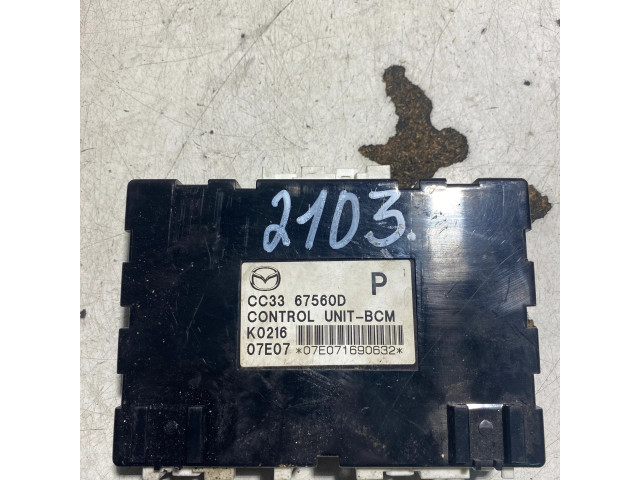 2103.
P
CC33 67560D
CONTROL UNIT-BCM
K0216
07E07 *07E071690632*